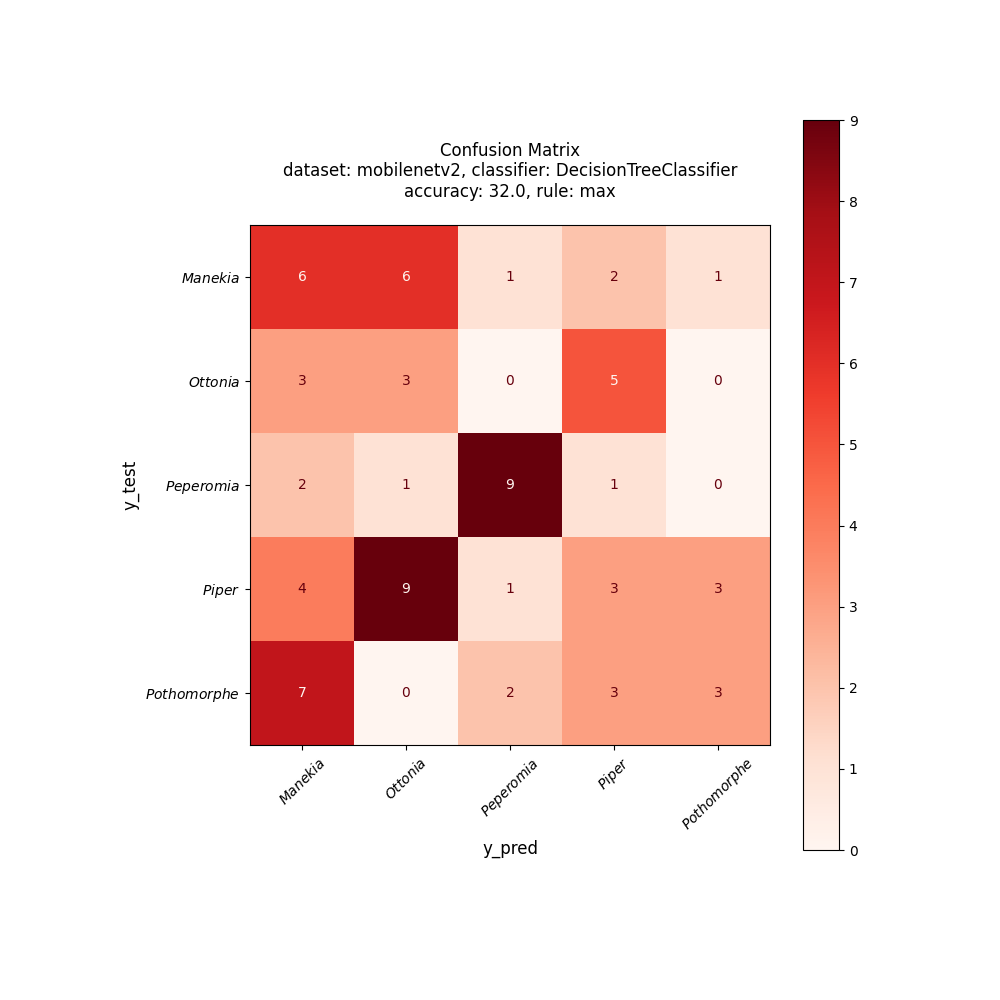 Confusion Matrix
dataset: mobilenetv2, classifier: DecisionTreeClassifier
accuracy: 32.0, rule: max
Manekia 6 6 1 2 1
Ottonia 3 3 0 5 0
Peperomia 2 1 9 1 0
Piper 4 9 1 3 3
Pothomorphe 7 0 2 3 3
Manekia Ottonia Peperomia Piper Pothomorphe
y_pred
y_test
9
8
7
6
5
4
3
2
1
0